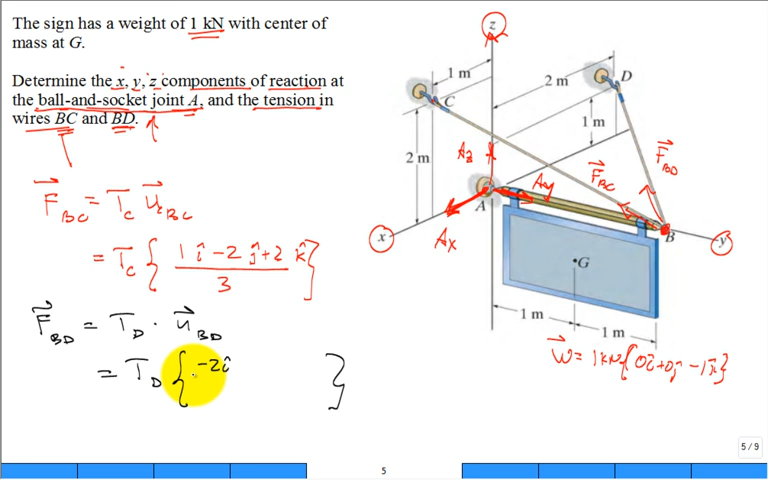 The sign has a weight of 1 kN with center of
mass at G.
Determine the x, y, z components of reaction at
the ball-and-socket joint A, and the tension in
wires BC and BD.
F_BC = T_C u_BC
= T_C { 1 î - 2 ĵ + 2 k̂ / 3 }
F_BD = T_D · u_BD
= T_D { -2î }
z
1 m
2 m
D
C
1 m
2 m
Az
F_BD
F_BC
Ay
A
Ax
x
B
y
G
1 m
1 m
W = 1 kN {0î + 0ĵ - 1k̂}
5 / 9
5